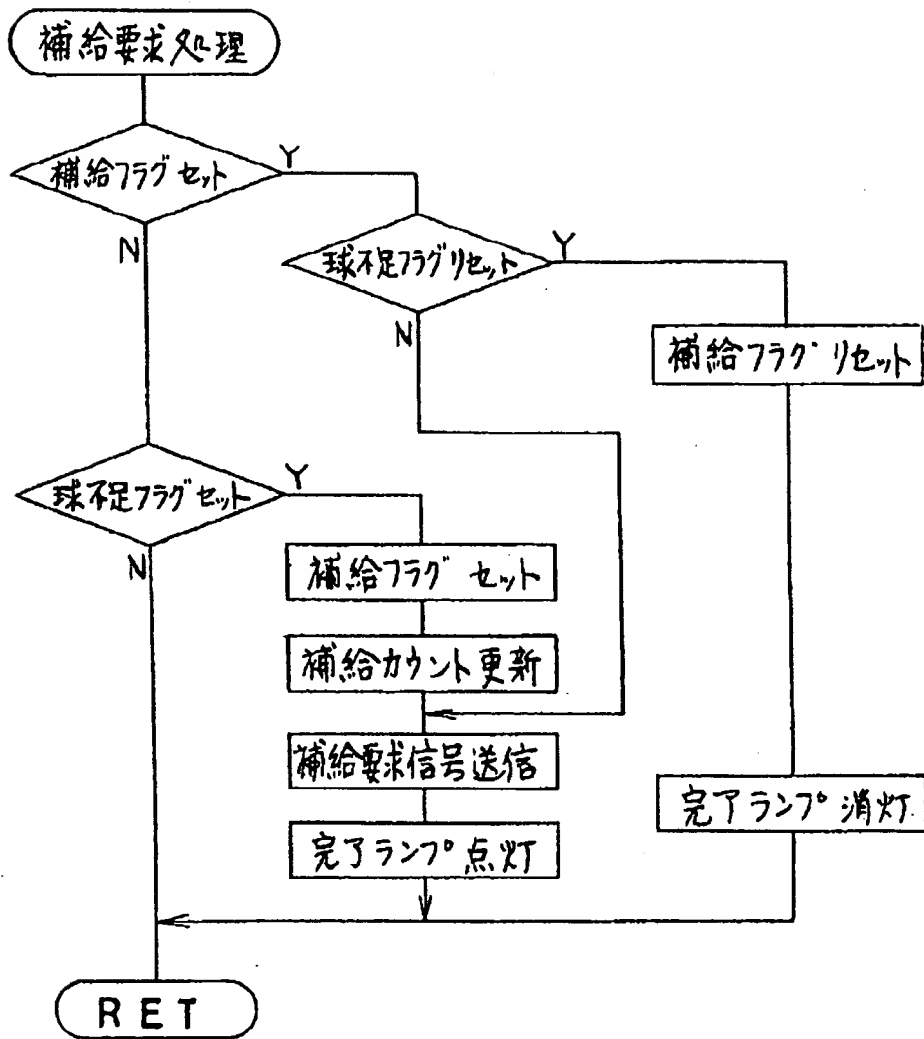 補給要求処理
補給フラグセット
Y
N
球不足フラグリセット
Y
N
補給フラグリセット
球不足フラグセット
Y
N
補給フラグ セット
補給カウント更新
補給要求信号送信
完了ランプ点灯
完了ランプ消灯
RET